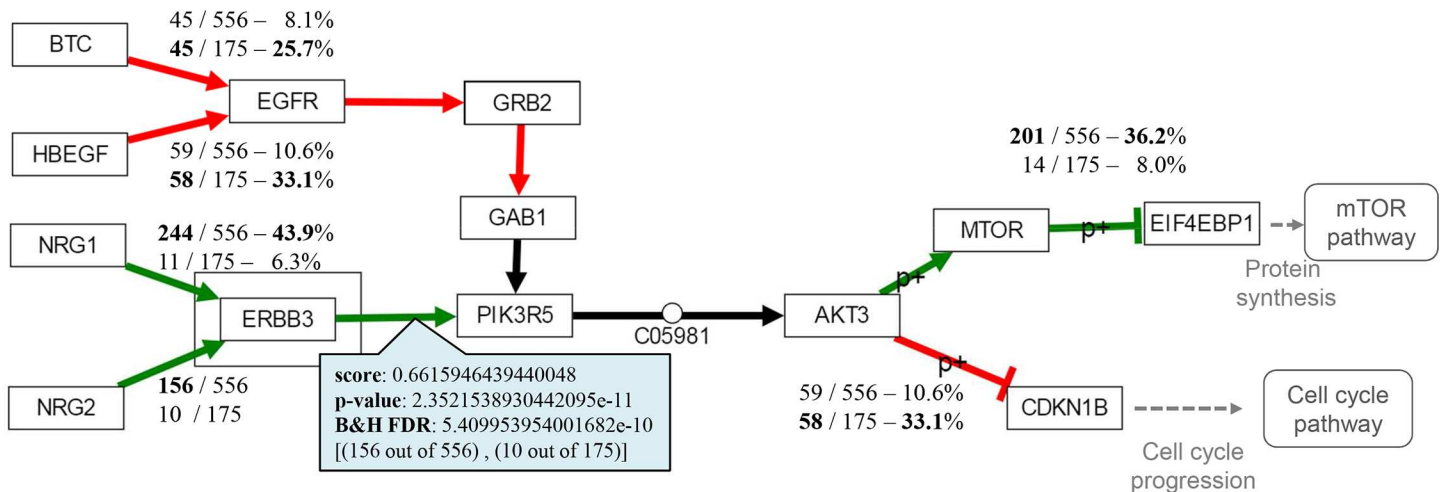 45 / 556 – 8.1%
45 / 175 – 25.7%
BTC
EGFR
GRB2
HBEGF
59 / 556 – 10.6%
58 / 175 – 33.1%
201 / 556 – 36.2%
14 / 175 – 8.0%
GAB1
NRG1
244 / 556 – 43.9%
11 / 175 – 6.3%
MTOR
p+
EIF4EBP1
mTOR
pathway
Protein
synthesis
p+
ERBB3
PIK3R5
C05981
AKT3
p+
score: 0.6615946439440048
p-value: 2.3521538930442095e-11
B&H FDR: 5.409953954001682e-10
[(156 out of 556) , (10 out of 175)]
NRG2
156 / 556
10 / 175
59 / 556 – 10.6%
58 / 175 – 33.1%
CDKN1B
Cell cycle
pathway
Cell cycle
progression